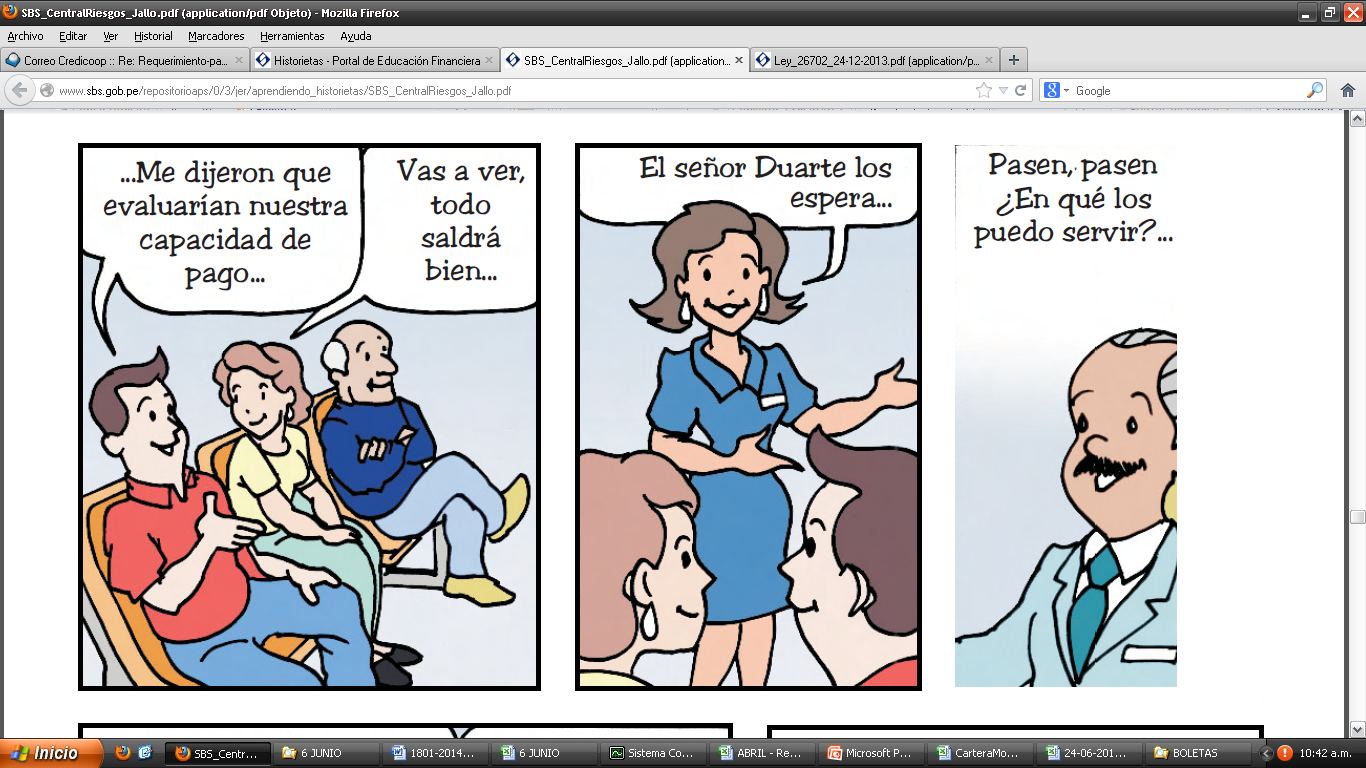 SBS_CentralRiesgos_Jallo.pdf (application/pdf Objeto) - Mozilla Firefox
Archivo Editar Ver Historial Marcadores Herramientas Ayuda
Correo Credicoop :: Re: Requerimiento-pa...
Historietas - Portal de Educación Financiera
SBS_CentralRiesgos_Jallo.pdf (application...
Ley_26702_24-12-2013.pdf (application/p...
www.sbs.gob.pe/repositorioaps/0/3/jer/aprendiendo_historietas/SBS_CentralRiesgos_Jallo.pdf
Google
...Me dijeron que
evaluarían nuestra
capacidad de
pago...
Vas a ver,
todo
saldrá
bien...
El señor Duarte los
espera...
Pasen, pasen
¿En qué los
puedo servir?...
Inicio
SBS_Centr...
6 JUNIO
1801-2014...
6 JUNIO
Sistema Co...
ABRIL - Re...
Microsoft P...
CarteraMo...
24-06-201...
BOLETAS
10:42 a.m.